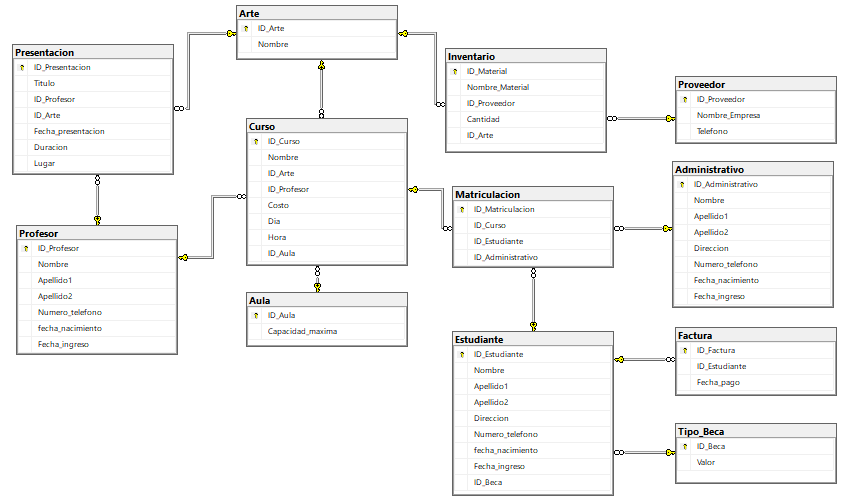 Arte
ID_Arte
Nombre
Presentacion
ID_Presentacion
Titulo
ID_Profesor
ID_Arte
Fecha_presentacion
Duracion
Lugar
Inventario
ID_Material
Nombre_Material
ID_Proveedor
Cantidad
ID_Arte
Proveedor
ID_Proveedor
Nombre_Empresa
Telefono
Curso
ID_Curso
Nombre
ID_Arte
ID_Profesor
Costo
Dia
Hora
ID_Aula
Administrativo
ID_Administrativo
Nombre
Apellido1
Apellido2
Direccion
Numero_telefono
Fecha_nacimiento
Fecha_ingreso
Matriculacion
ID_Matriculacion
ID_Curso
ID_Estudiante
ID_Administrativo
Profesor
ID_Profesor
Nombre
Apellido1
Apellido2
Numero_telefono
fecha_nacimiento
Fecha_ingreso
Aula
ID_Aula
Capacidad_maxima
Estudiante
ID_Estudiante
Nombre
Apellido1
Apellido2
Direccion
Numero_telefono
fecha_nacimiento
Fecha_ingreso
ID_Beca
Factura
ID_Factura
ID_Estudiante
Fecha_pago
Tipo_Beca
ID_Beca
Valor